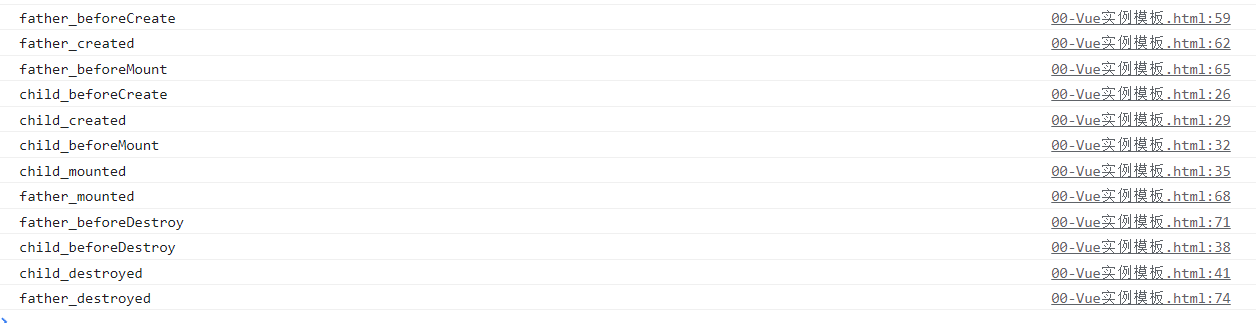 father_beforeCreate 00-Vue实例模板.html:59
father_created 00-Vue实例模板.html:62
father_beforeMount 00-Vue实例模板.html:65
child_beforeCreate 00-Vue实例模板.html:26
child_created 00-Vue实例模板.html:29
child_beforeMount 00-Vue实例模板.html:32
child_mounted 00-Vue实例模板.html:35
father_mounted 00-Vue实例模板.html:68
father_beforeDestroy 00-Vue实例模板.html:71
child_beforeDestroy 00-Vue实例模板.html:38
child_destroyed 00-Vue实例模板.html:41
father_destroyed 00-Vue实例模板.html:74